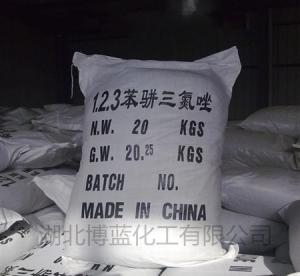 1.2.3苯骈三氮唑
N.W. 20 KGS
G.W. 20.25 KGS
BATCH NO.
MADE IN CHINA
湖北博蓝化工有限公司